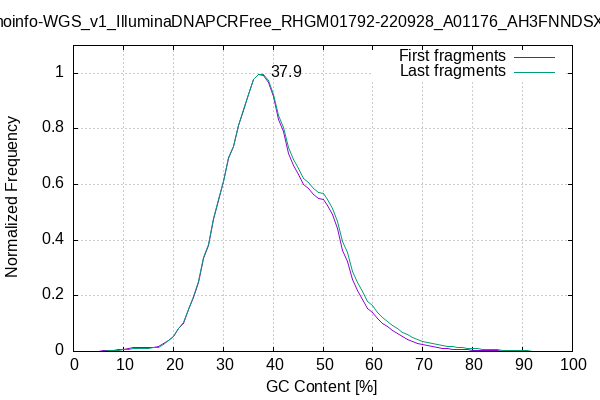 noinfo-WGS_v1_IlluminaDNAPCRFree_RHGM01792-220928_A01176_AH3FNNDSX
First fragments
Last fragments
37.9
1
0.8
0.6
0.4
0.2
0
Normalized Frequency
0 10 20 30 40 50 60 70 80 90 100
GC Content [%]